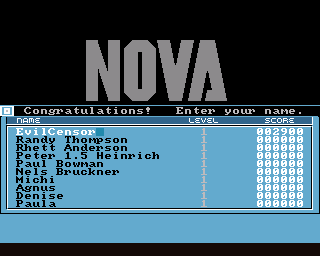 NOVA
Congratulations! Enter your name.
NAME LEVEL SCORE
EvilCensor 1 002900
Randy Thompson 1 000000
Rhett Anderson 1 000000
Peter 1.5 Heinrich 1 000000
Paul Bowman 1 000000
Nels Bruckner 1 000000
Michi 1 000000
Agnus 1 000000
Denise 1 000000
Paula 1 000000